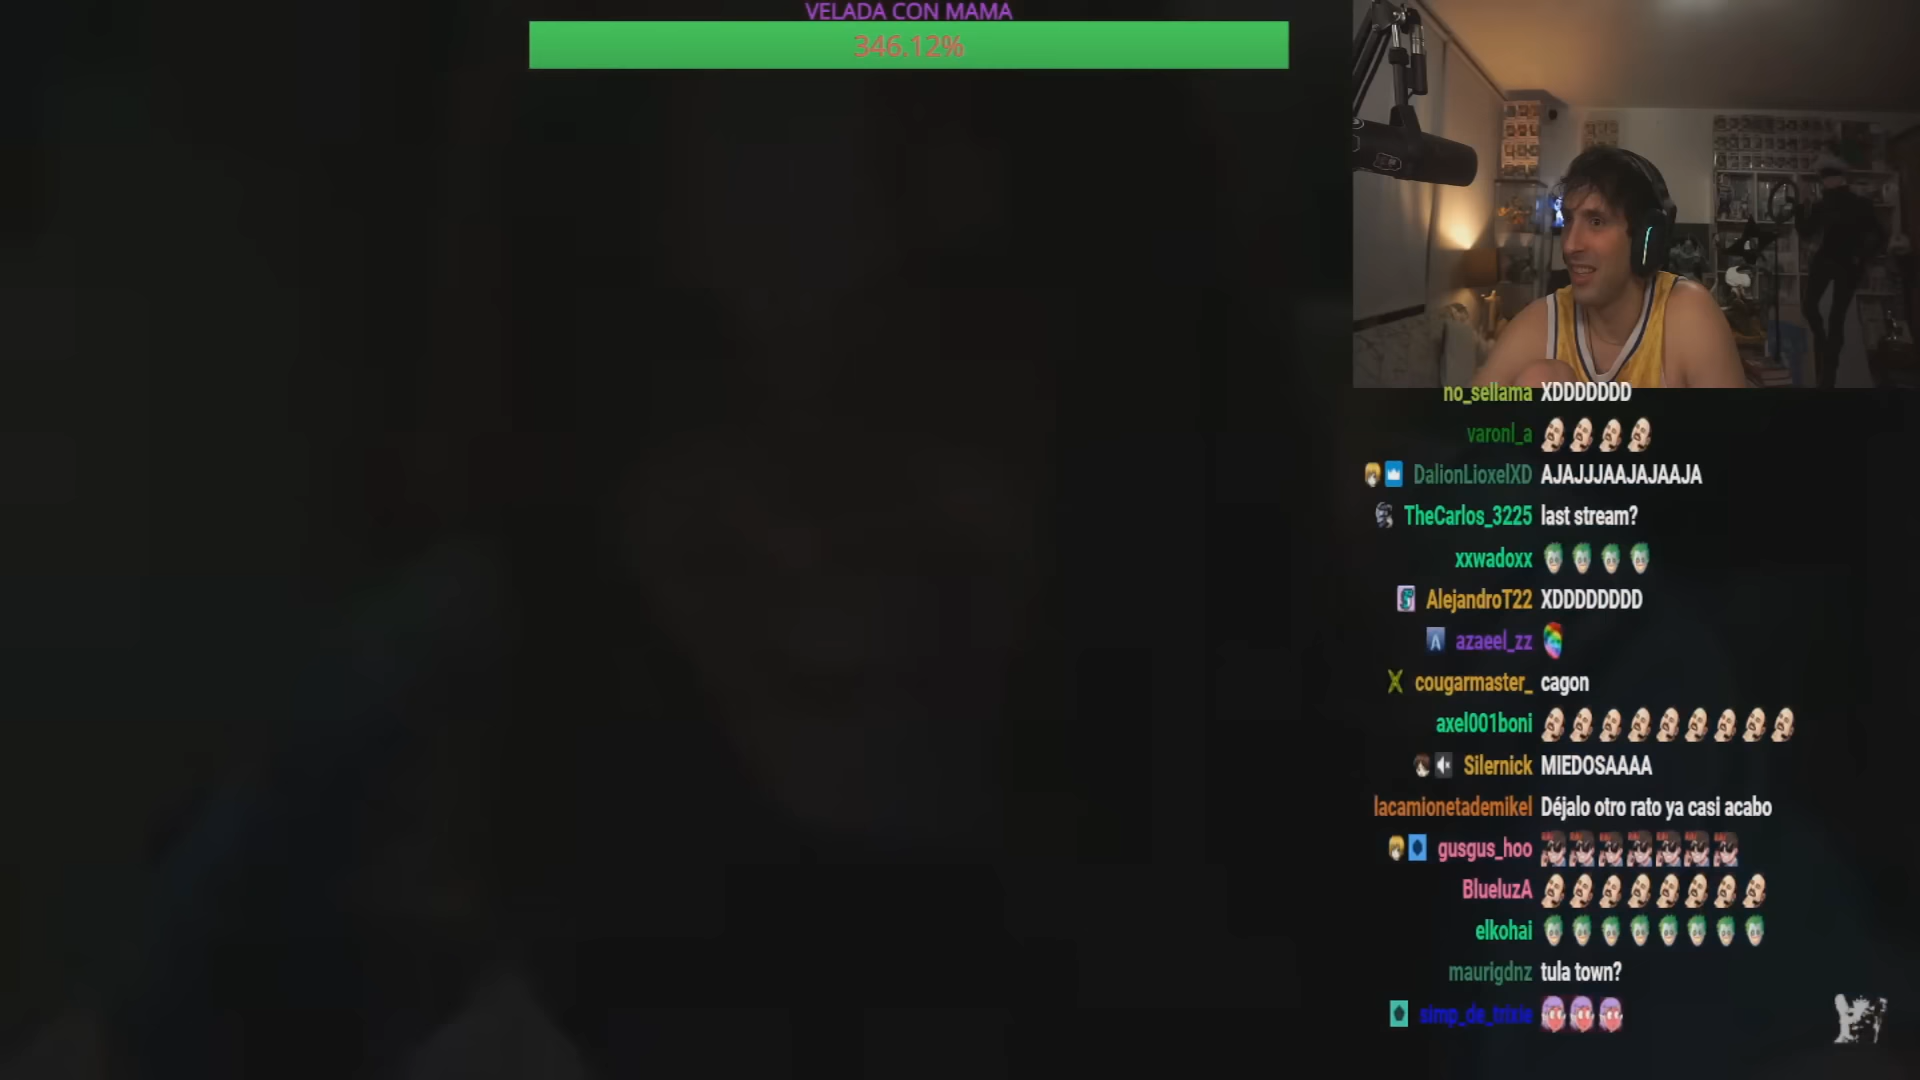 VELADA CON MAMA
346.12%
no_sellama XDDDDDDD
varonl_a
DalionLioxelXD AJAJJJAAJAJAAJA
TheCarlos_3225 last stream?
xxwadoxx
AlejandroT22 XDDDDDDDD
azaeel_zz
cougarmaster_ cagon
axel001boni
Silernick MIEDOSAAAA
lacamionetademikel Déjalo otro rato ya casi acabo
gusgus_hoo
BlueluzA
elkohai
maurigdnz tula town?
simp_de_trixie